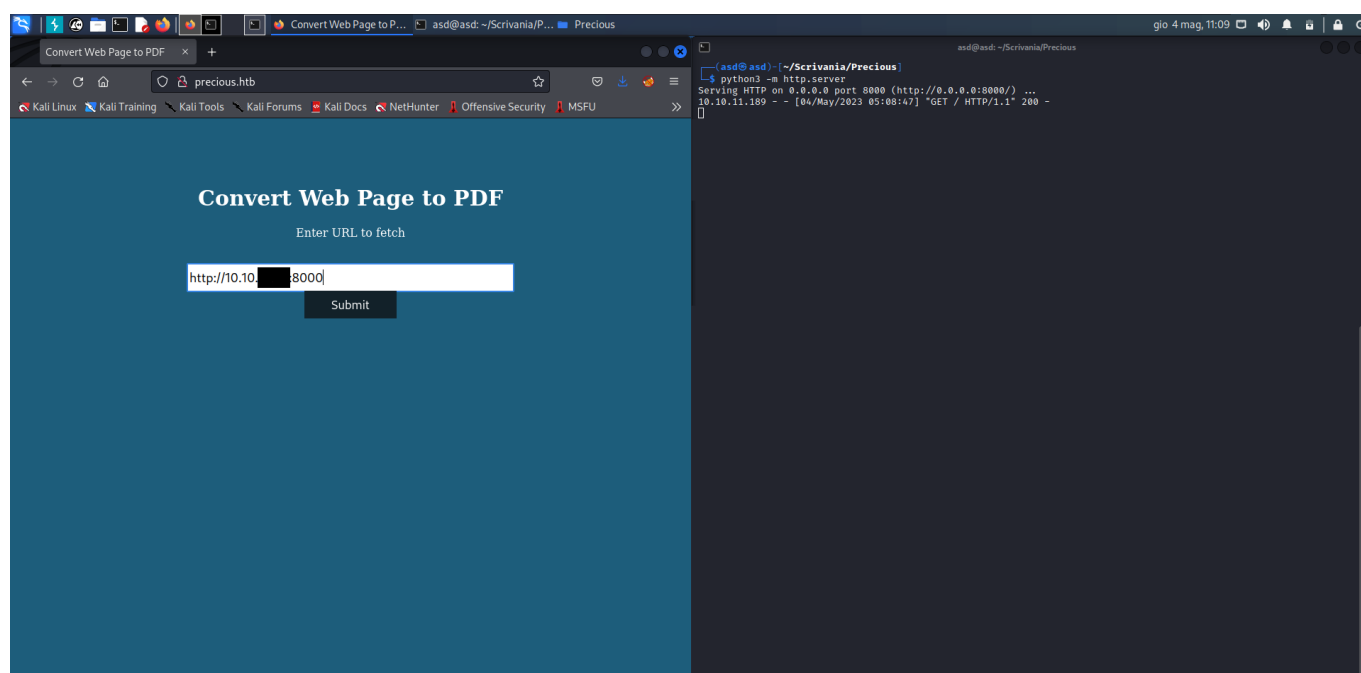 Convert Web Page to P... asd@asd: ~/Scrivania/P... Precious gio 4 mag, 11:09
Convert Web Page to PDF × +
precious.htb
Kali Linux Kali Training Kali Tools Kali Forums Kali Docs NetHunter Offensive Security MSFU »
Convert Web Page to PDF
Enter URL to fetch
http://10.10. :8000
Submit
asd@asd: ~/Scrivania/Precious
(asd㉿asd)-[~/Scrivania/Precious]
$ python3 -m http.server
Serving HTTP on 0.0.0.0 port 8000 (http://0.0.0.0:8000/) ...
10.10.11.189 - - [04/May/2023 05:08:47] "GET / HTTP/1.1" 200 -